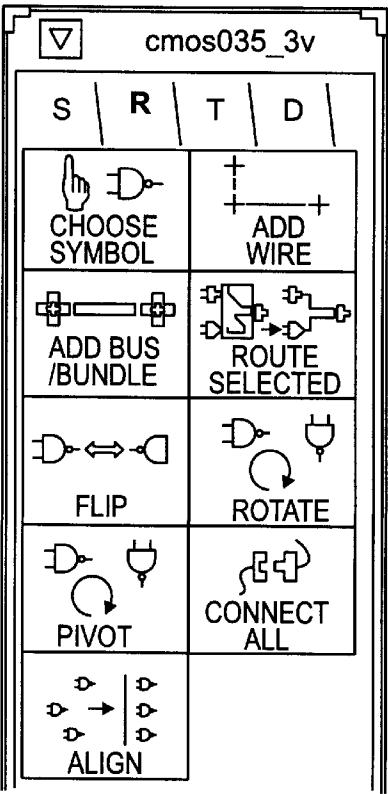 cmos035_3v
S R T D
CHOOSE
SYMBOL
ADD
WIRE
ADD BUS
/BUNDLE
ROUTE
SELECTED
FLIP
ROTATE
PIVOT
CONNECT
ALL
ALIGN